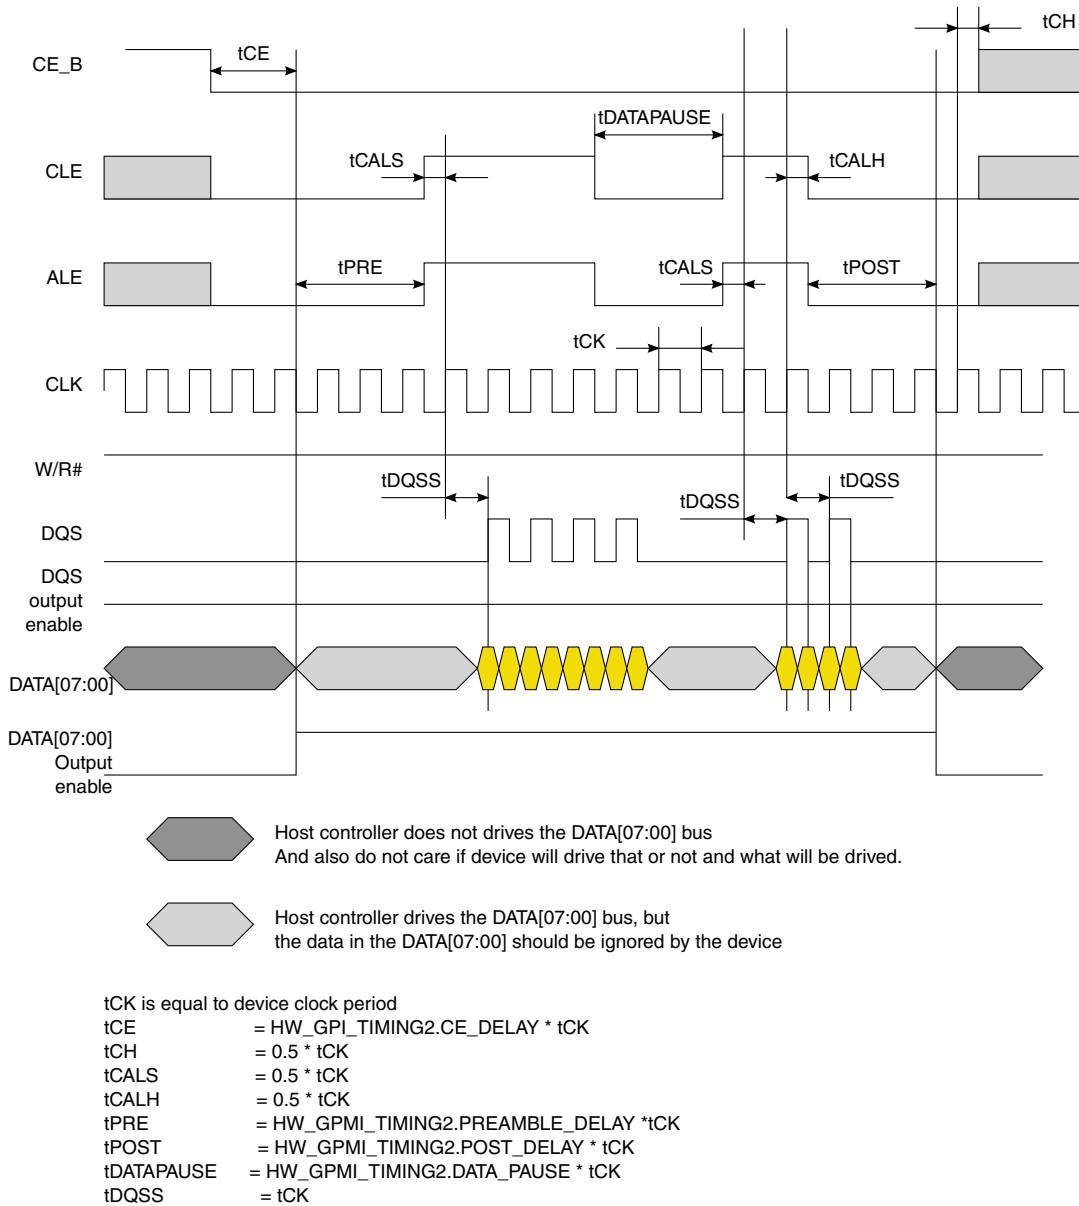 tCH
CE_B
tCE
tDATAPAUSE
CLE
tCALS
tCALH
ALE
tPRE
tCALS
tPOST
tCK
CLK
W/R#
tDQSS
tDQSS
tDQSS
DQS
DQS
output
enable
DATA[07:00]
DATA[07:00]
Output
enable
Host controller does not drives the DATA[07:00] bus
And also do not care if device will drive that or not and what will be drived.
Host controller drives the DATA[07:00] bus, but
the data in the DATA[07:00] should be ignored by the device
tCK is equal to device clock period
tCE = HW_GPI_TIMING2.CE_DELAY * tCK
tCH = 0.5 * tCK
tCALS = 0.5 * tCK
tCALH = 0.5 * tCK
tPRE = HW_GPMI_TIMING2.PREAMBLE_DELAY *tCK
tPOST = HW_GPMI_TIMING2.POST_DELAY * tCK
tDATAPAUSE = HW_GPMI_TIMING2.DATA_PAUSE * tCK
tDQSS = tCK